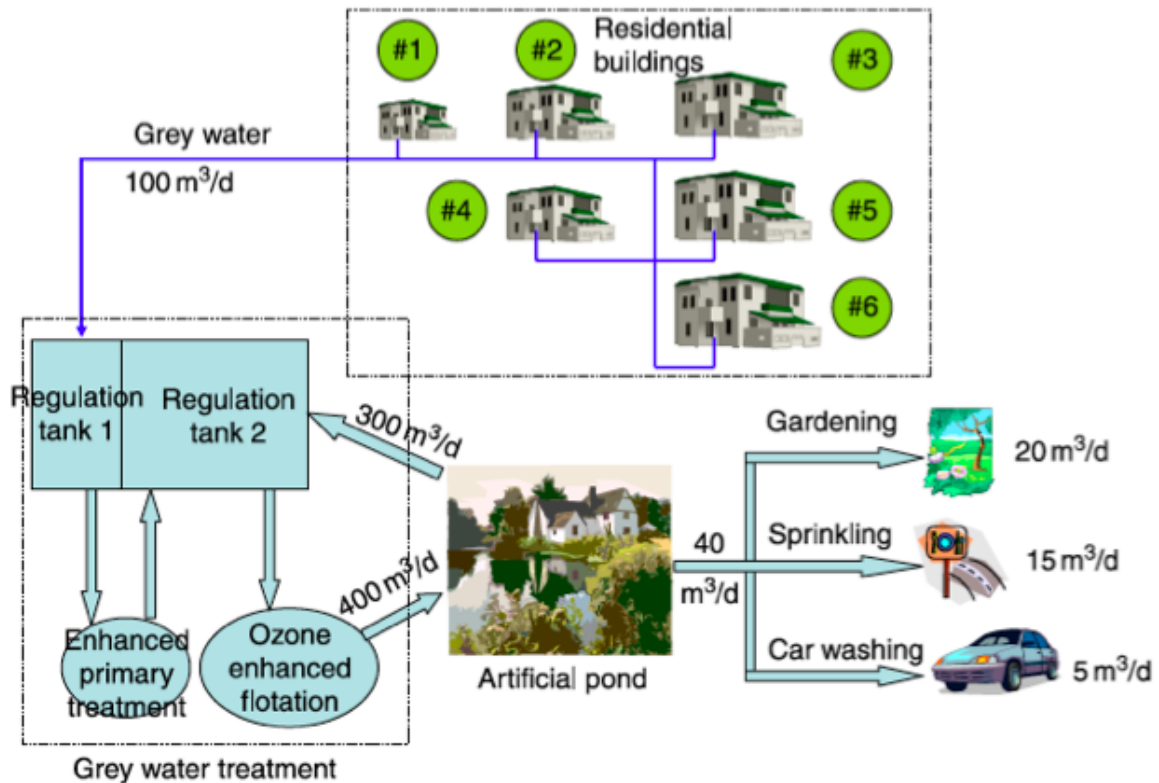 #1
#2
Residential
buildings
#3
Grey water
100 m³/d
#4
#5
#6
Regulation
tank 1
Regulation
tank 2
300 m³/d
Gardening
20 m³/d
40
m³/d
Sprinkling
15 m³/d
400 m³/d
Enhanced
primary
treatment
Ozone
enhanced
flotation
Artificial pond
Car washing
5 m³/d
Grey water treatment